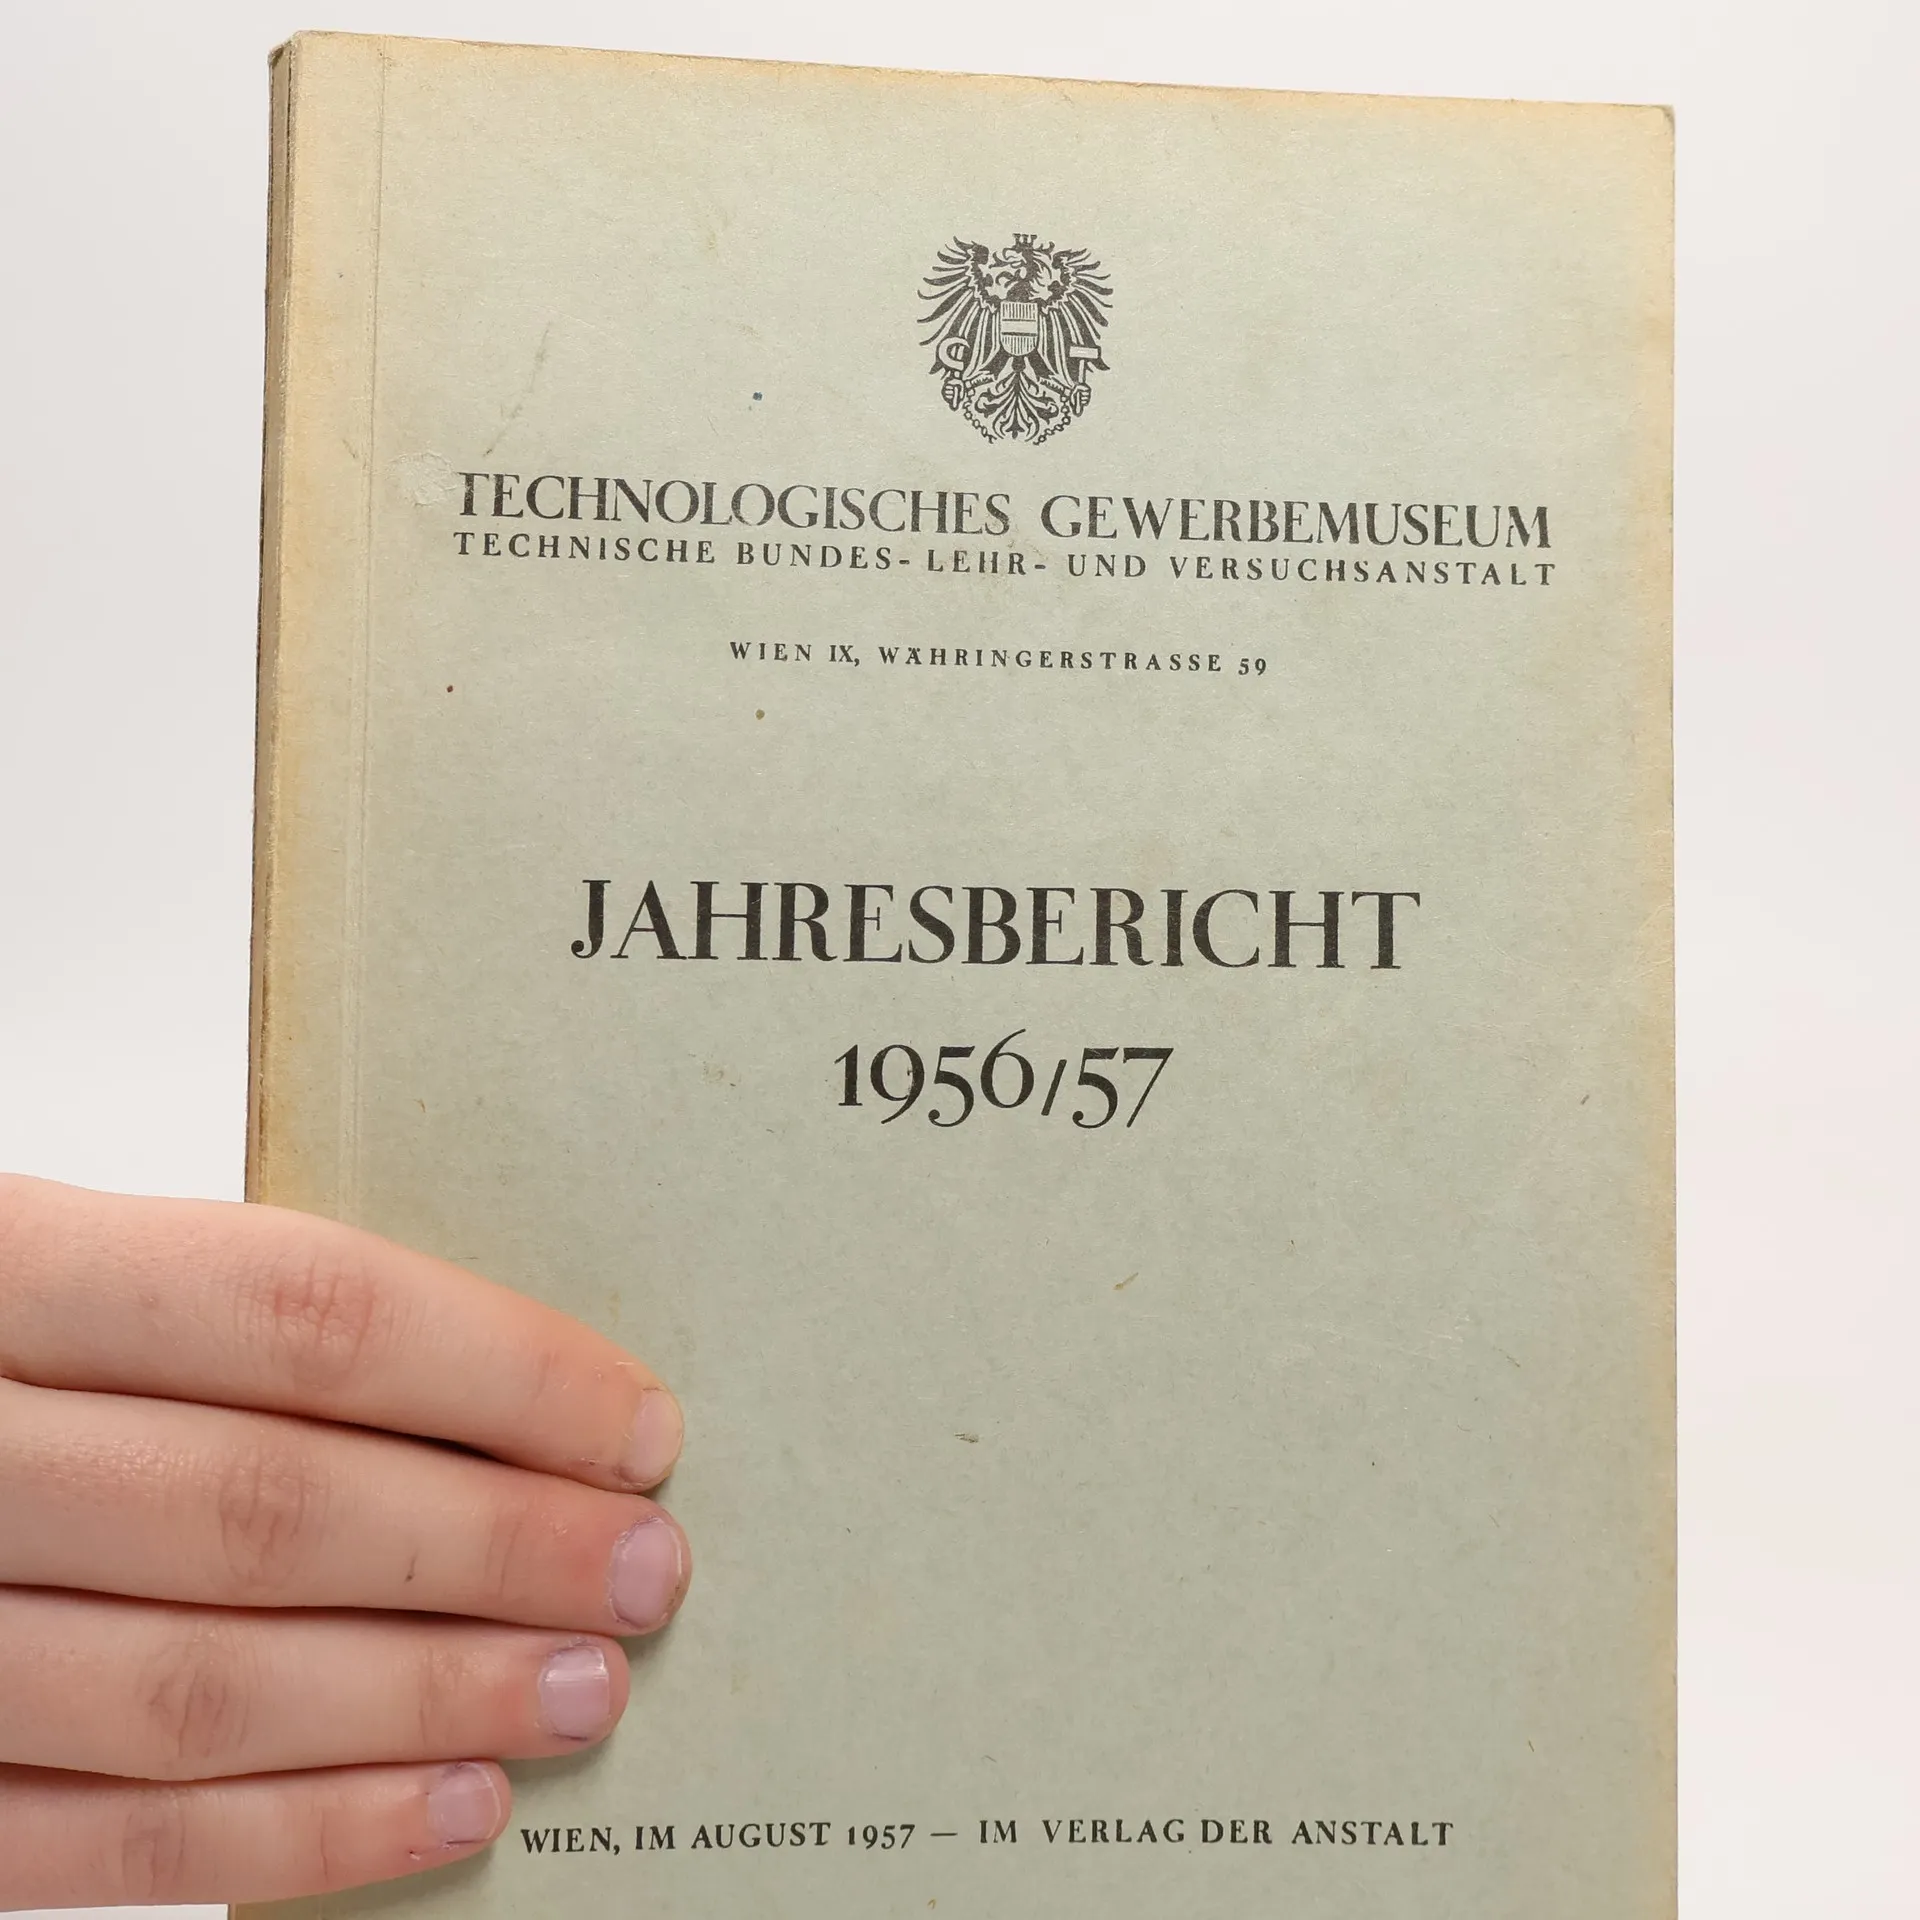 TECHNOLOGISCHES GEWERBEMUSEUM
TECHNISCHE BUNDES- LEHR- UND VERSUCHSANSTALT
WIEN IX, WÄHRINGERSTRASSE 59
JAHRESBERICHT
1956/57
WIEN, IM AUGUST 1957 — IM VERLAG DER ANSTALT